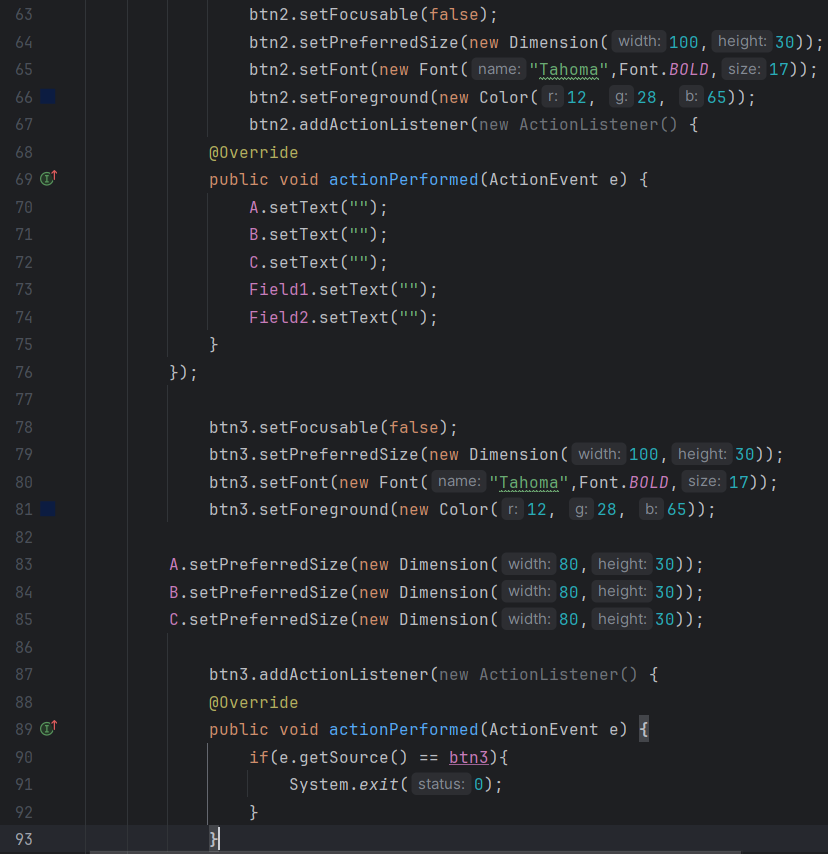 63 btn2.setFocusable(false);
64 btn2.setPreferredSize(new Dimension( width: 100, height: 30));
65 btn2.setFont(new Font( name: "Tahoma",Font.BOLD, size: 17));
66 btn2.setForeground(new Color( r: 12, g: 28, b: 65));
67 btn2.addActionListener(new ActionListener() {
68 @Override
69 public void actionPerformed(ActionEvent e) {
70 A.setText("");
71 B.setText("");
72 C.setText("");
73 Field1.setText("");
74 Field2.setText("");
75 }
76 });
77
78 btn3.setFocusable(false);
79 btn3.setPreferredSize(new Dimension( width: 100, height: 30));
80 btn3.setFont(new Font( name: "Tahoma",Font.BOLD, size: 17));
81 btn3.setForeground(new Color( r: 12, g: 28, b: 65));
82
83 A.setPreferredSize(new Dimension( width: 80, height: 30));
84 B.setPreferredSize(new Dimension( width: 80, height: 30));
85 C.setPreferredSize(new Dimension( width: 80, height: 30));
86
87 btn3.addActionListener(new ActionListener() {
88 @Override
89 public void actionPerformed(ActionEvent e) {
90 if(e.getSource() == btn3){
91 System.exit( status: 0);
92 }
93 }